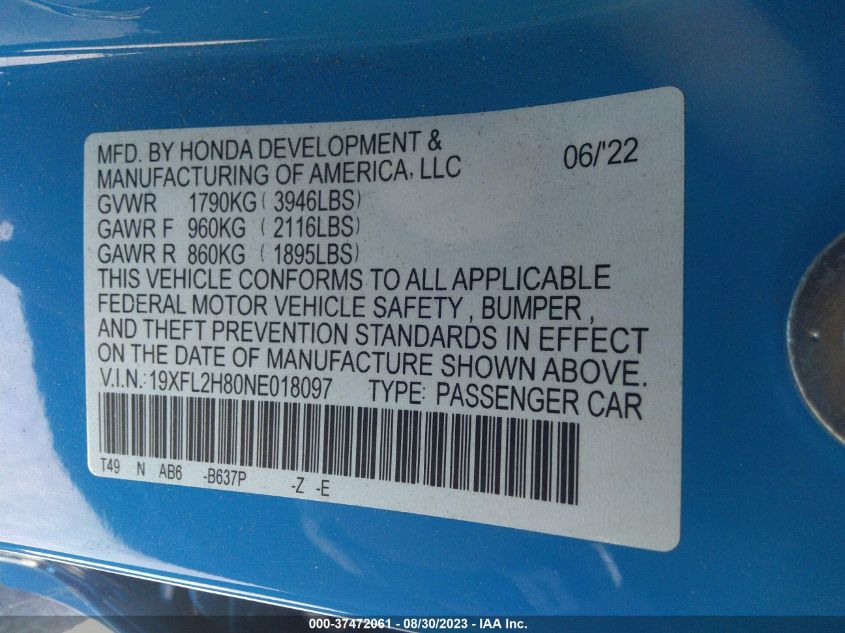 MFD. BY HONDA DEVELOPMENT & 06/'22
MANUFACTURING OF AMERICA, LLC
GVWR 1790KG ( 3946LBS)
GAWR F 960KG ( 2116LBS)
GAWR R 860KG ( 1895LBS)
THIS VEHICLE CONFORMS TO ALL APPLICABLE
FEDERAL MOTOR VEHICLE SAFETY , BUMPER ,
AND THEFT PREVENTION STANDARDS IN EFFECT
ON THE DATE OF MANUFACTURE SHOWN ABOVE.
V.I.N.:19XFL2H80NE018097 TYPE: PASSENGER CAR
T49 N AB6 -B637P -Z -E
000-37472061 - 08/30/2023 - IAA Inc.